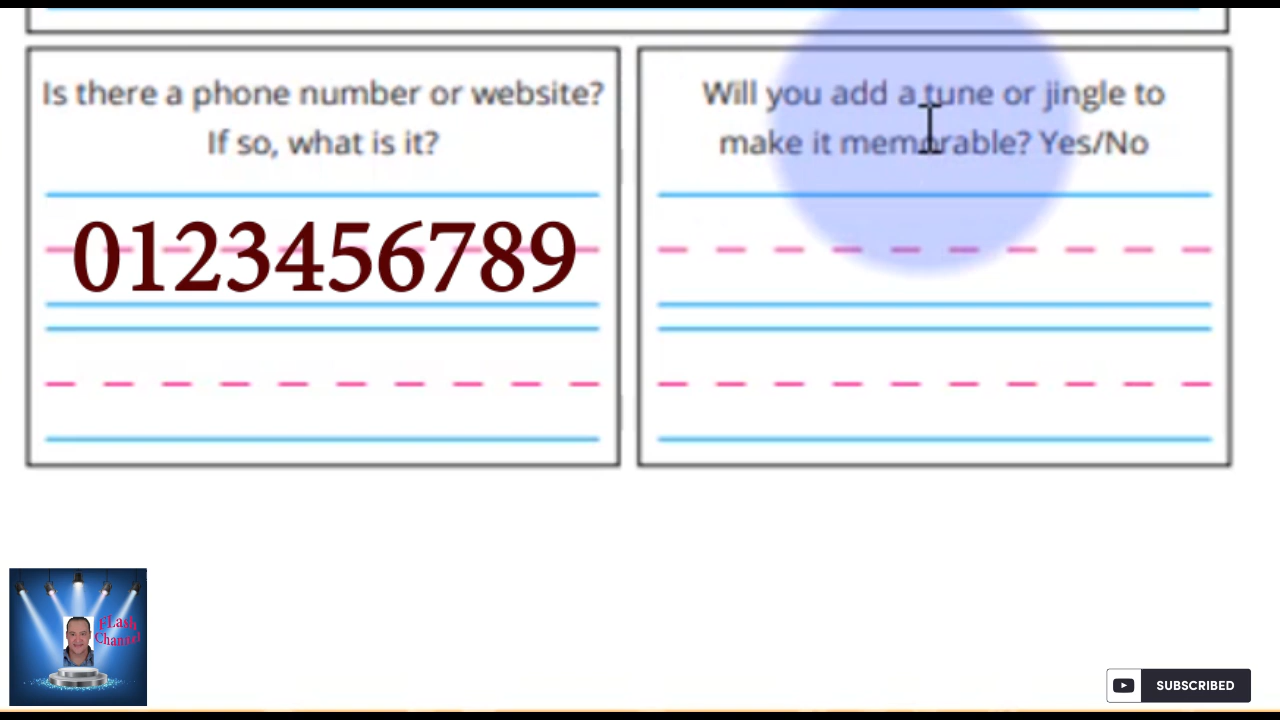 Is there a phone number or website?
If so, what is it?
0123456789
Will you add a tune or jingle to
make it memorable? Yes/No
FLash
Channel
SUBSCRIBED